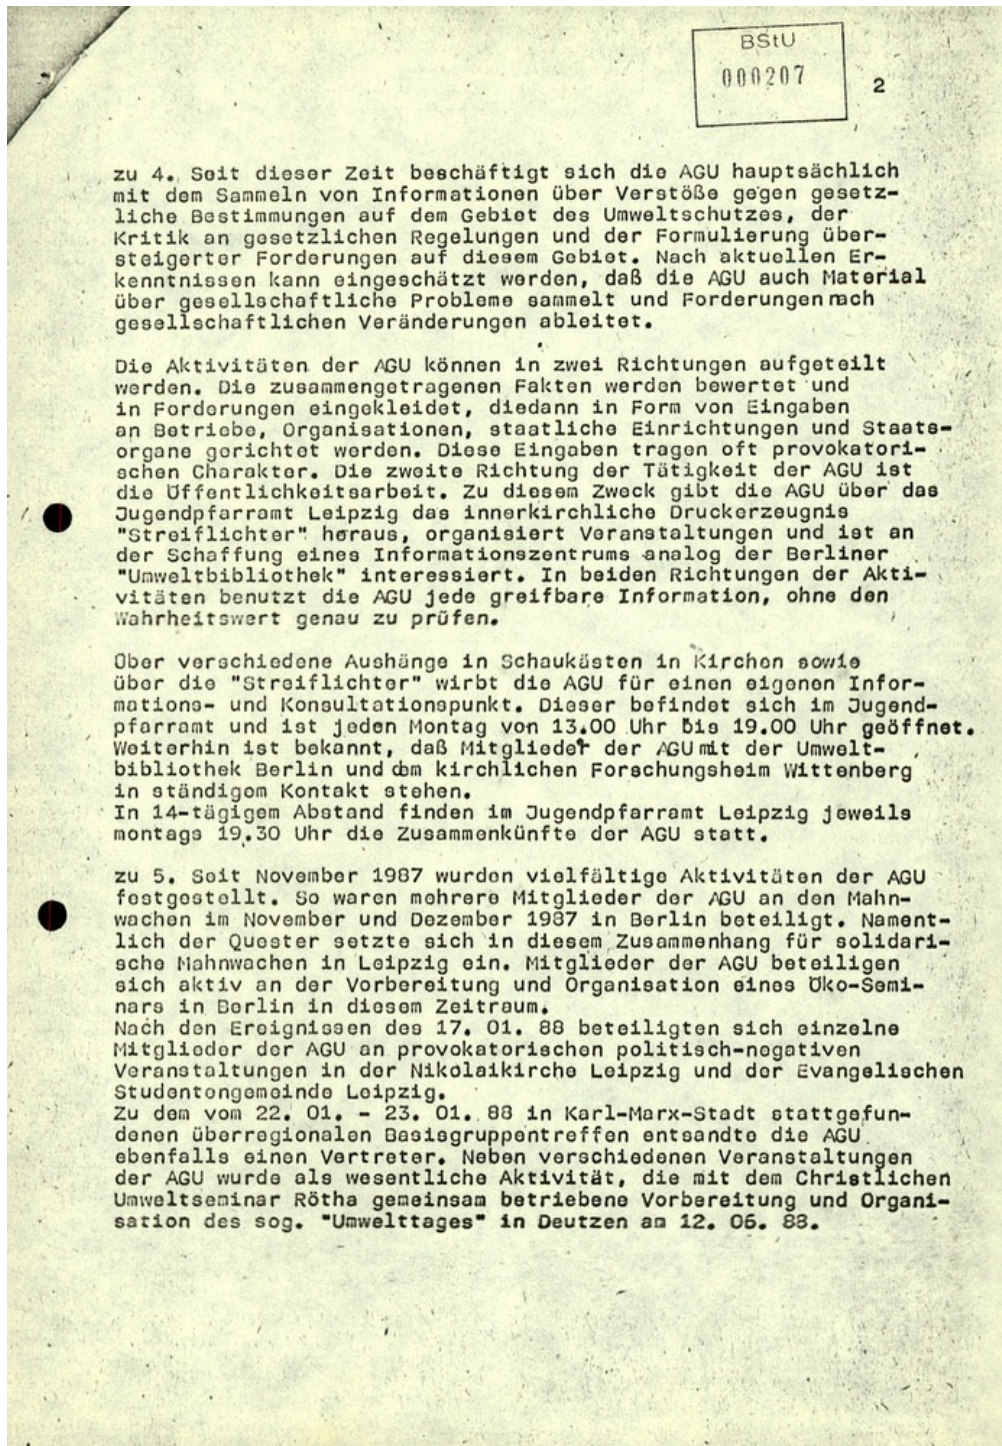 BStU
000207
2
zu 4. Seit dieser Zeit beschäftigt sich die AGU hauptsächlich
mit dem Sammeln von Informationen über Verstöße gegen gesetz-
liche Bestimmungen auf dem Gebiet des Umweltschutzes, der
Kritik an gesetzlichen Regelungen und der Formulierung über-
steigerter Forderungen auf diesem Gebiet. Nach aktuellen Er-
kenntnissen kann eingeschätzt werden, daß die AGU auch Material
über gesellschaftliche Probleme sammelt und Forderungen nach
gesellschaftlichen Veränderungen ableitet.
Die Aktivitäten der AGU können in zwei Richtungen aufgeteilt
werden. Die zusammengetragenen Fakten werden bewertet und
in Forderungen eingekleidet, diedann in Form von Eingaben
an Betriebe, Organisationen, staatliche Einrichtungen und Staats-
organe gerichtet werden. Diese Eingaben tragen oft provokatori-
schen Charakter. Die zweite Richtung der Tätigkeit der AGU ist
die Öffentlichkeitsarbeit. Zu diesem Zweck gibt die AGU über das
Jugendpfarramt Leipzig das innerkirchliche Druckerzeugnis
"Streiflichter" heraus, organisiert Veranstaltungen und ist an
der Schaffung eines Informationszentrums analog der Berliner
"Umweltbibliothek" interessiert. In beiden Richtungen der Akti-
vitäten benutzt die AGU jede greifbare Information, ohne den
Wahrheitswert genau zu prüfen.
Über verschiedene Aushänge in Schaukästen in Kirchen sowie
über die "Streiflichter" wirbt die AGU für einen eigenen Infor-
mations- und Konsultationspunkt. Dieser befindet sich im Jugend-
pfarramt und ist jeden Montag von 13.00 Uhr bis 19.00 Uhr geöffnet.
Weiterhin ist bekannt, daß Mitglieder der AGU mit der Umwelt-
bibliothek Berlin und dem kirchlichen Forschungsheim Wittenberg
in ständigem Kontakt stehen.
In 14-tägigem Abstand finden im Jugendpfarramt Leipzig jeweils
montags 19.30 Uhr die Zusammenkünfte der AGU statt.
zu 5. Seit November 1987 wurden vielfältige Aktivitäten der AGU
festgestellt. So waren mehrere Mitglieder der AGU an den Mahn-
wachen im November und Dezember 1987 in Berlin beteiligt. Nament-
lich der Quester setzte sich in diesem Zusammenhang für solidari-
sche Mahnwachen in Leipzig ein. Mitglieder der AGU beteiligen
sich aktiv an der Vorbereitung und Organisation eines Öko-Semi-
nars in Berlin in diesem Zeitraum.
Nach den Ereignissen des 17. 01. 88 beteiligten sich einzelne
Mitglieder der AGU an provokatorischen politisch-negativen
Veranstaltungen in der Nikolaikirche Leipzig und der Evangelischen
Studentengemeinde Leipzig.
Zu dem vom 22. 01. - 23. 01. 88 in Karl-Marx-Stadt stattgefun-
denen überregionalen Basisgruppentreffen entsandte die AGU
ebenfalls einen Vertreter. Neben verschiedenen Veranstaltungen
der AGU wurde als wesentliche Aktivität, die mit dem Christlichen
Umweltseminar Rötha gemeinsam betriebene Vorbereitung und Organi-
sation des sog. "Umwelttages" in Deutzen am 12. 06. 88.